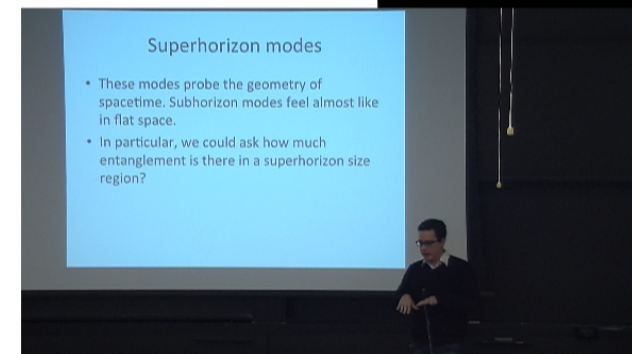 Superhorizon modes
• These modes probe the geometry of
spacetime. Subhorizon modes feel almost like
in flat space.
• In particular, we could ask how much
entanglement is there in a superhorizon size
region?